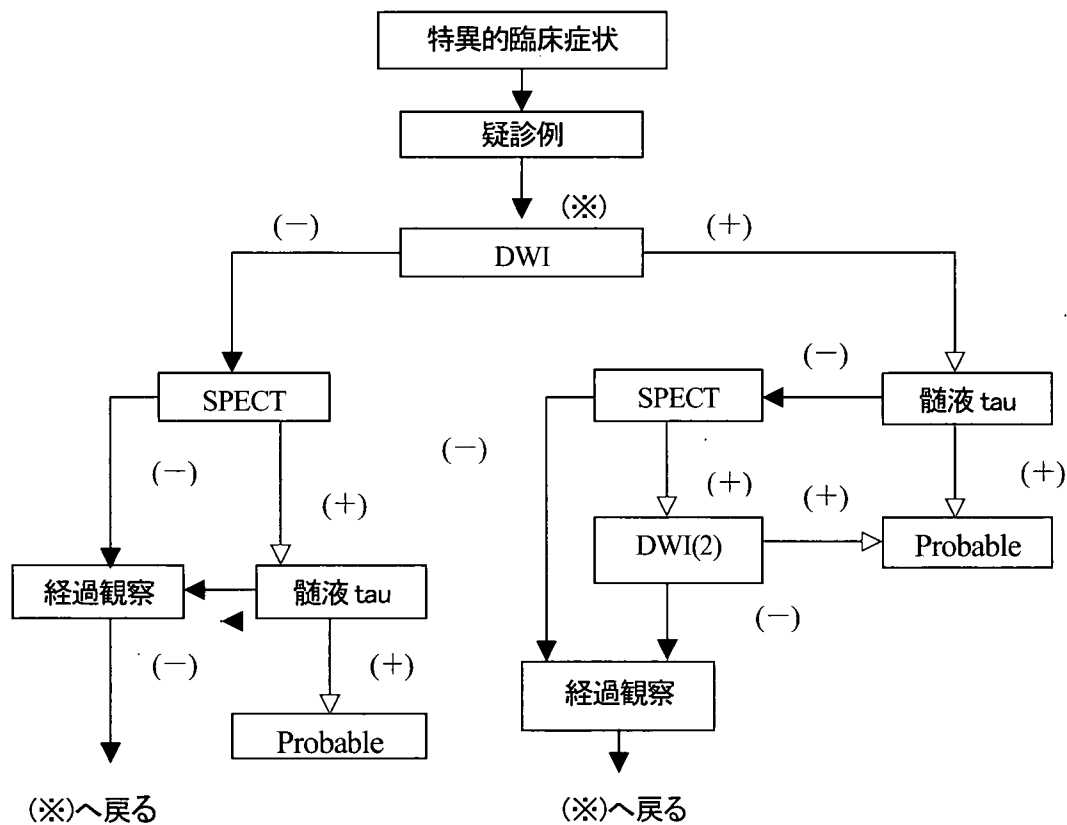 特異的臨床症状
疑診例
(※)
(−)
DWI
(+)
SPECT
(−)
(+)
経過観察
髄液 tau
(−)
(+)
Probable
(※)へ戻る
(−)
SPECT
髄液 tau
(−)
(+)
(+)
(+)
DWI(2)
Probable
(−)
経過観察
(※)へ戻る